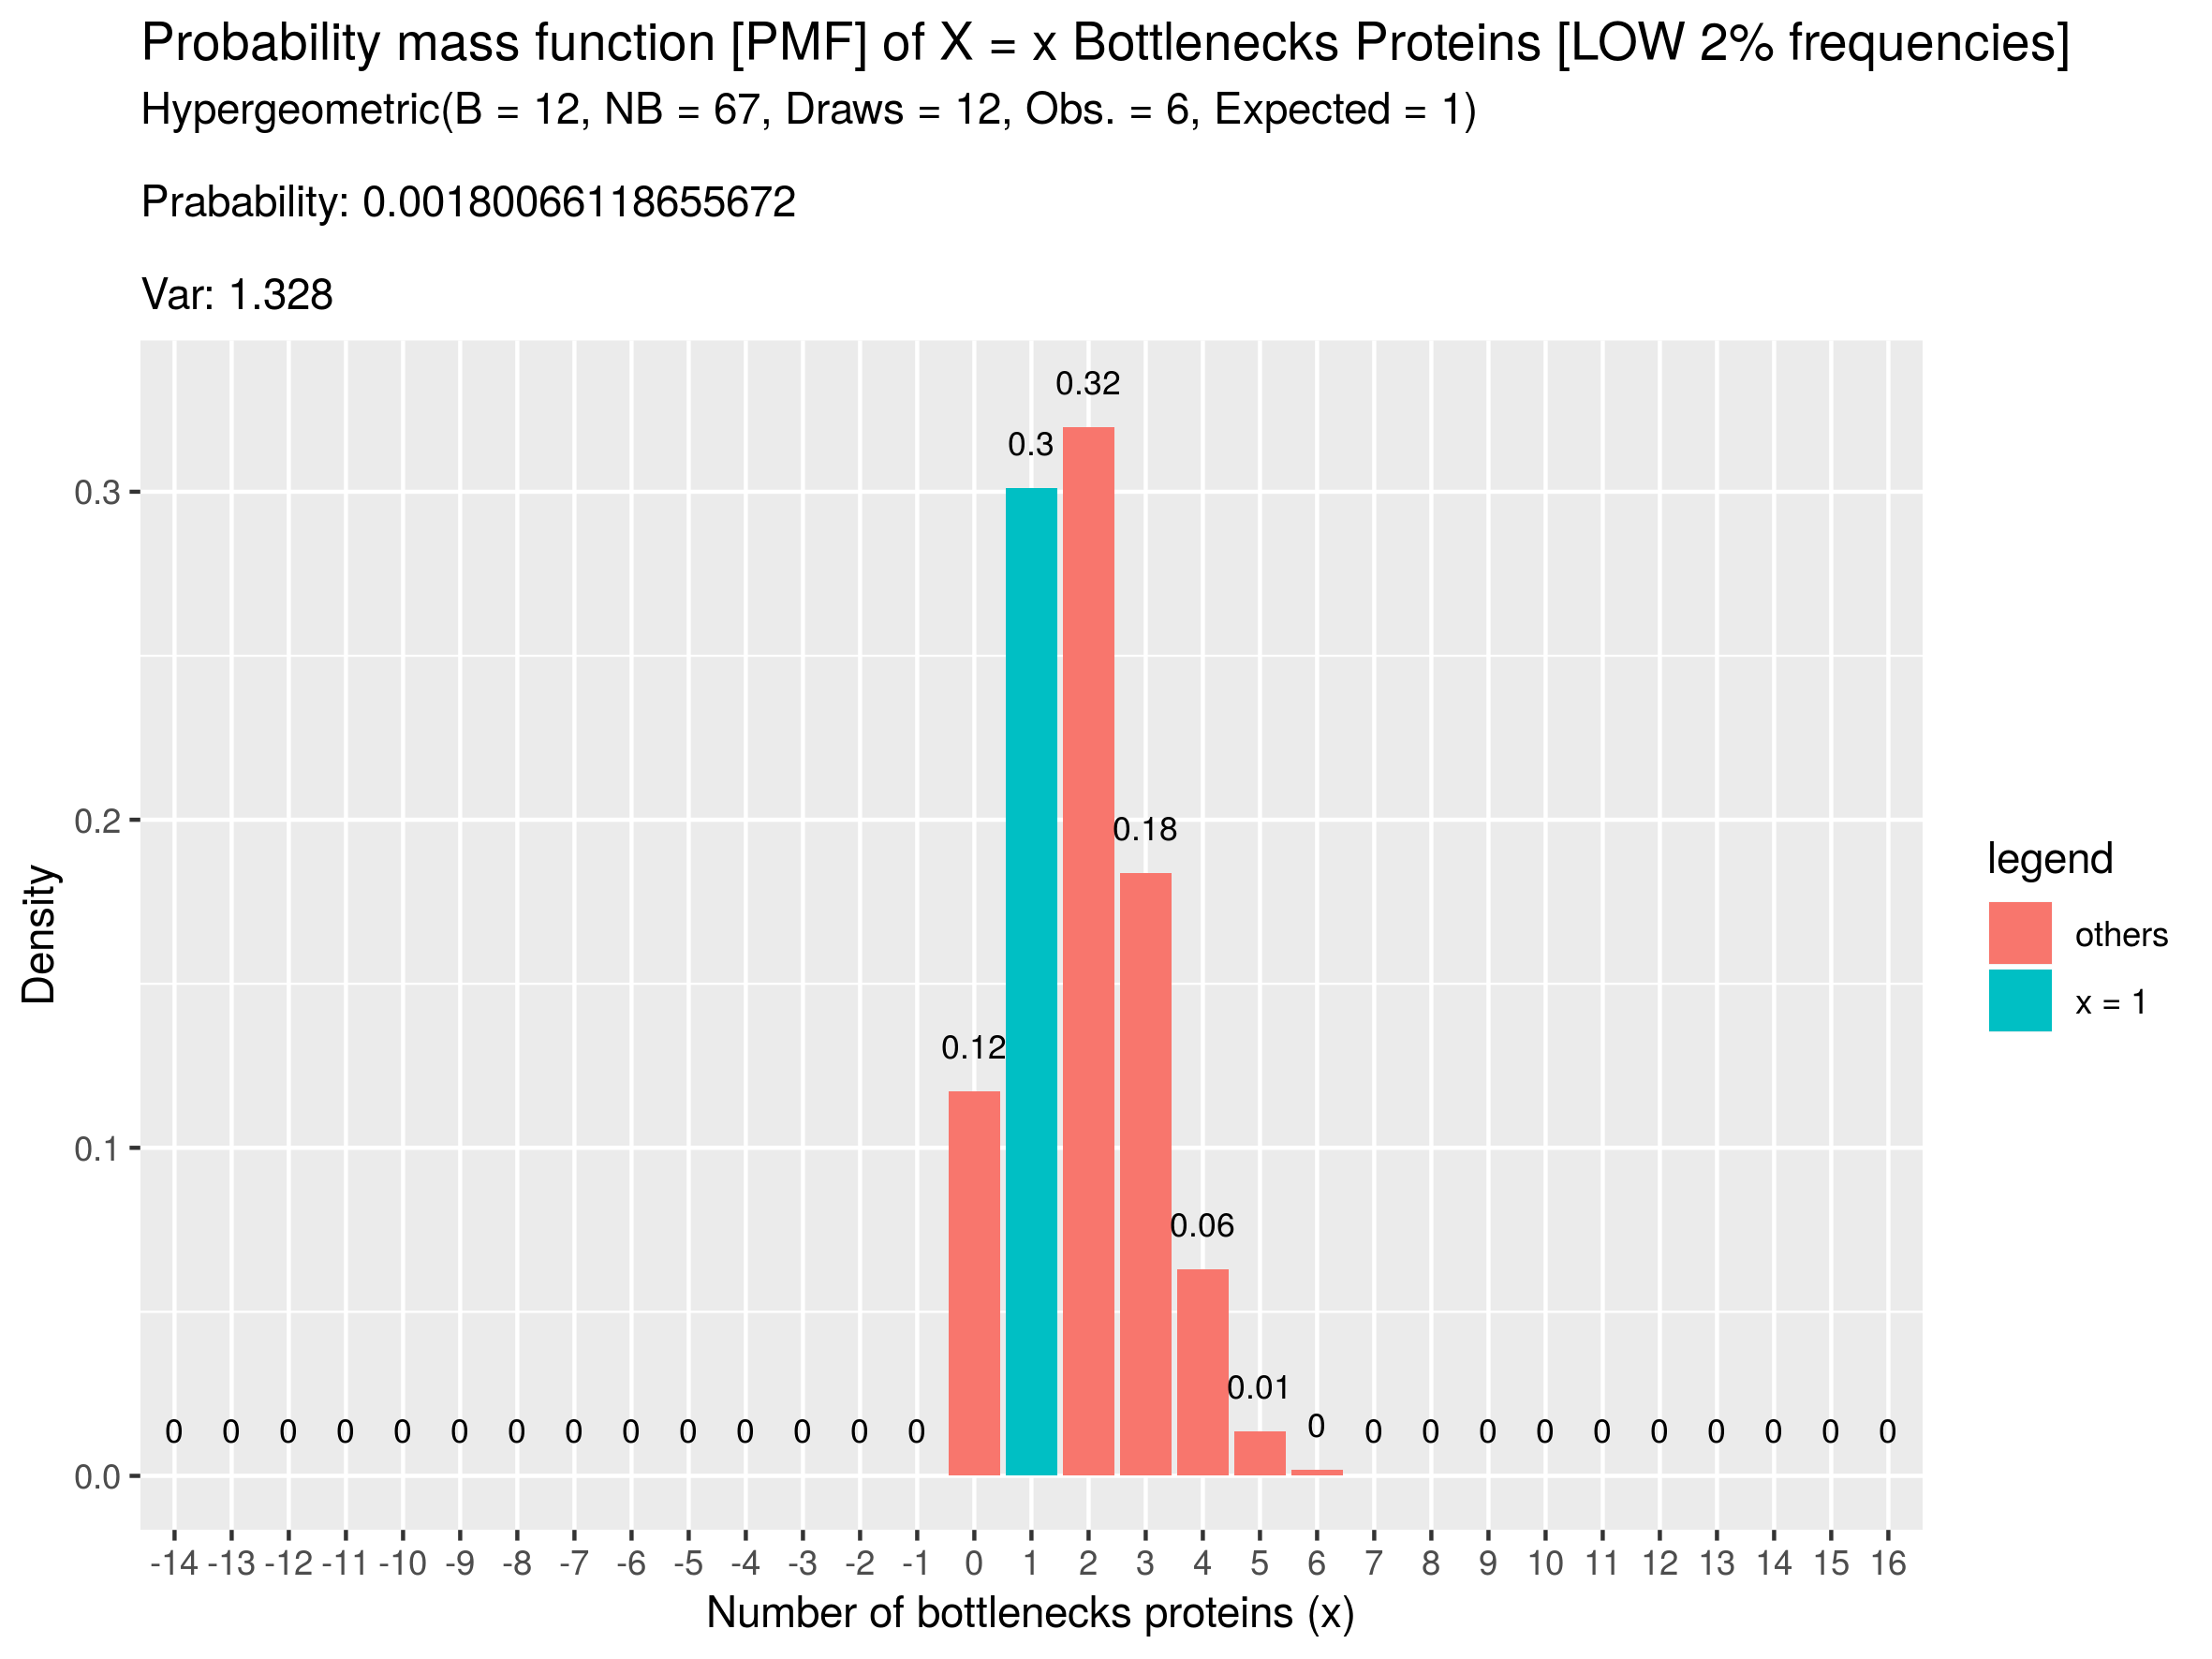 Probability mass function [PMF] of X = x Bottlenecks Proteins [LOW 2% frequencies]
Hypergeometric(B = 12, NB = 67, Draws = 12, Obs. = 6, Expected = 1)
Prabability: 0.00180066118655672
Var: 1.328
0.32
0.3
0.3
0.2
0.18
0.12
0.1
0.06
0.01
0 0 0 0 0 0 0 0 0 0 0 0 0 0 0 0 0 0 0 0 0 0 0 0 0
0.0
Density
legend
others
x = 1
-14 -13 -12 -11 -10 -9 -8 -7 -6 -5 -4 -3 -2 -1 0 1 2 3 4 5 6 7 8 9 10 11 12 13 14 15 16
Number of bottlenecks proteins (x)